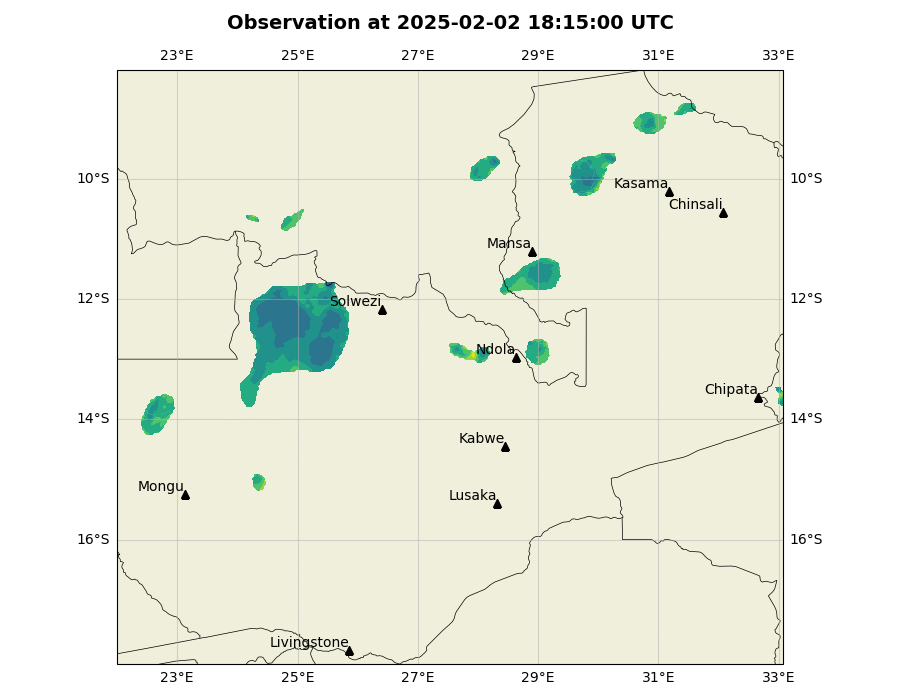 Observation at 2025-02-02 18:15:00 UTC
23°E 25°E 27°E 29°E 31°E 33°E
10°S 10°S
Kasama
Chinsali
Mansa
12°S 12°S
Solwezi
Ndola
Chipata
14°S 14°S
Kabwe
Mongu
Lusaka
16°S 16°S
Livingstone
23°E 25°E 27°E 29°E 31°E 33°E